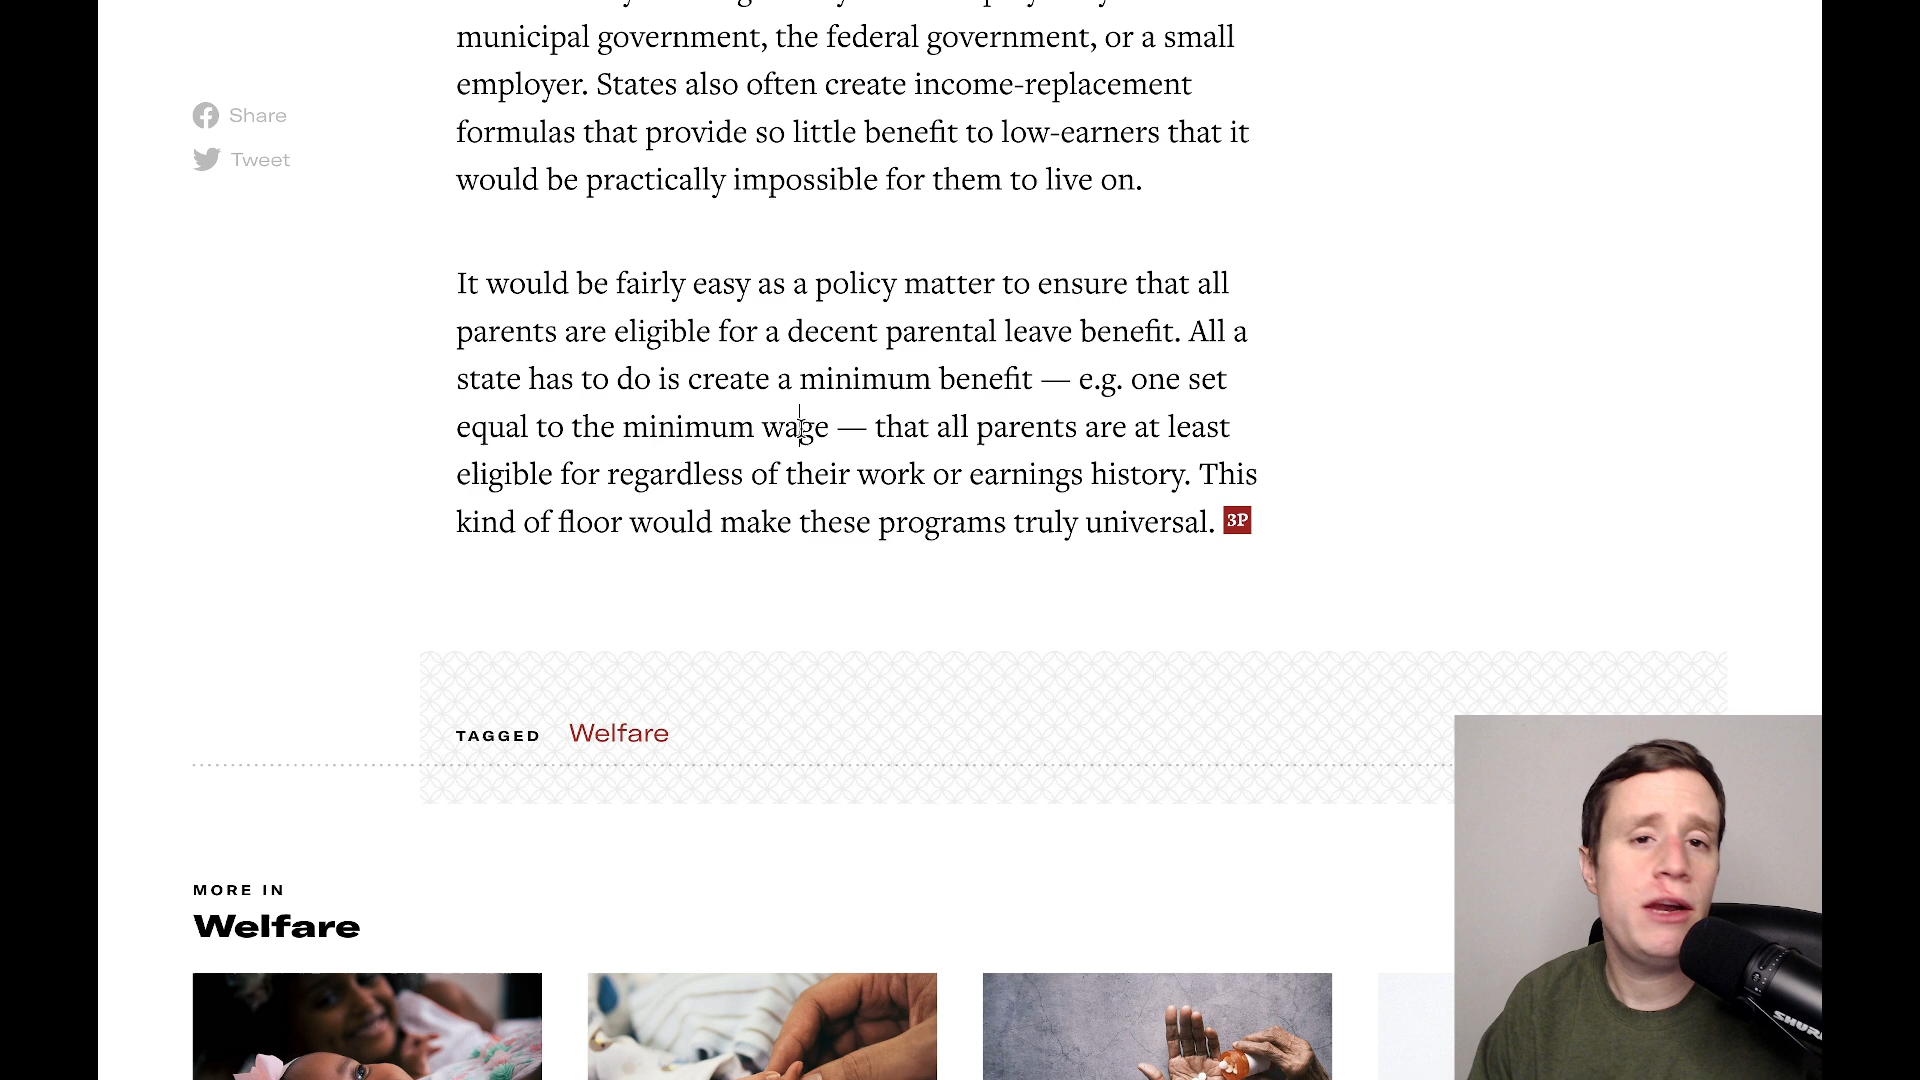 municipal government, the federal government, or a small
employer. States also often create income-replacement
formulas that provide so little benefit to low-earners that it
would be practically impossible for them to live on.
Share
Tweet
It would be fairly easy as a policy matter to ensure that all
parents are eligible for a decent parental leave benefit. All a
state has to do is create a minimum benefit — e.g. one set
equal to the minimum wage — that all parents are at least
eligible for regardless of their work or earnings history. This
kind of floor would make these programs truly universal. 3P
TAGGED Welfare
MORE IN
Welfare
SHUR